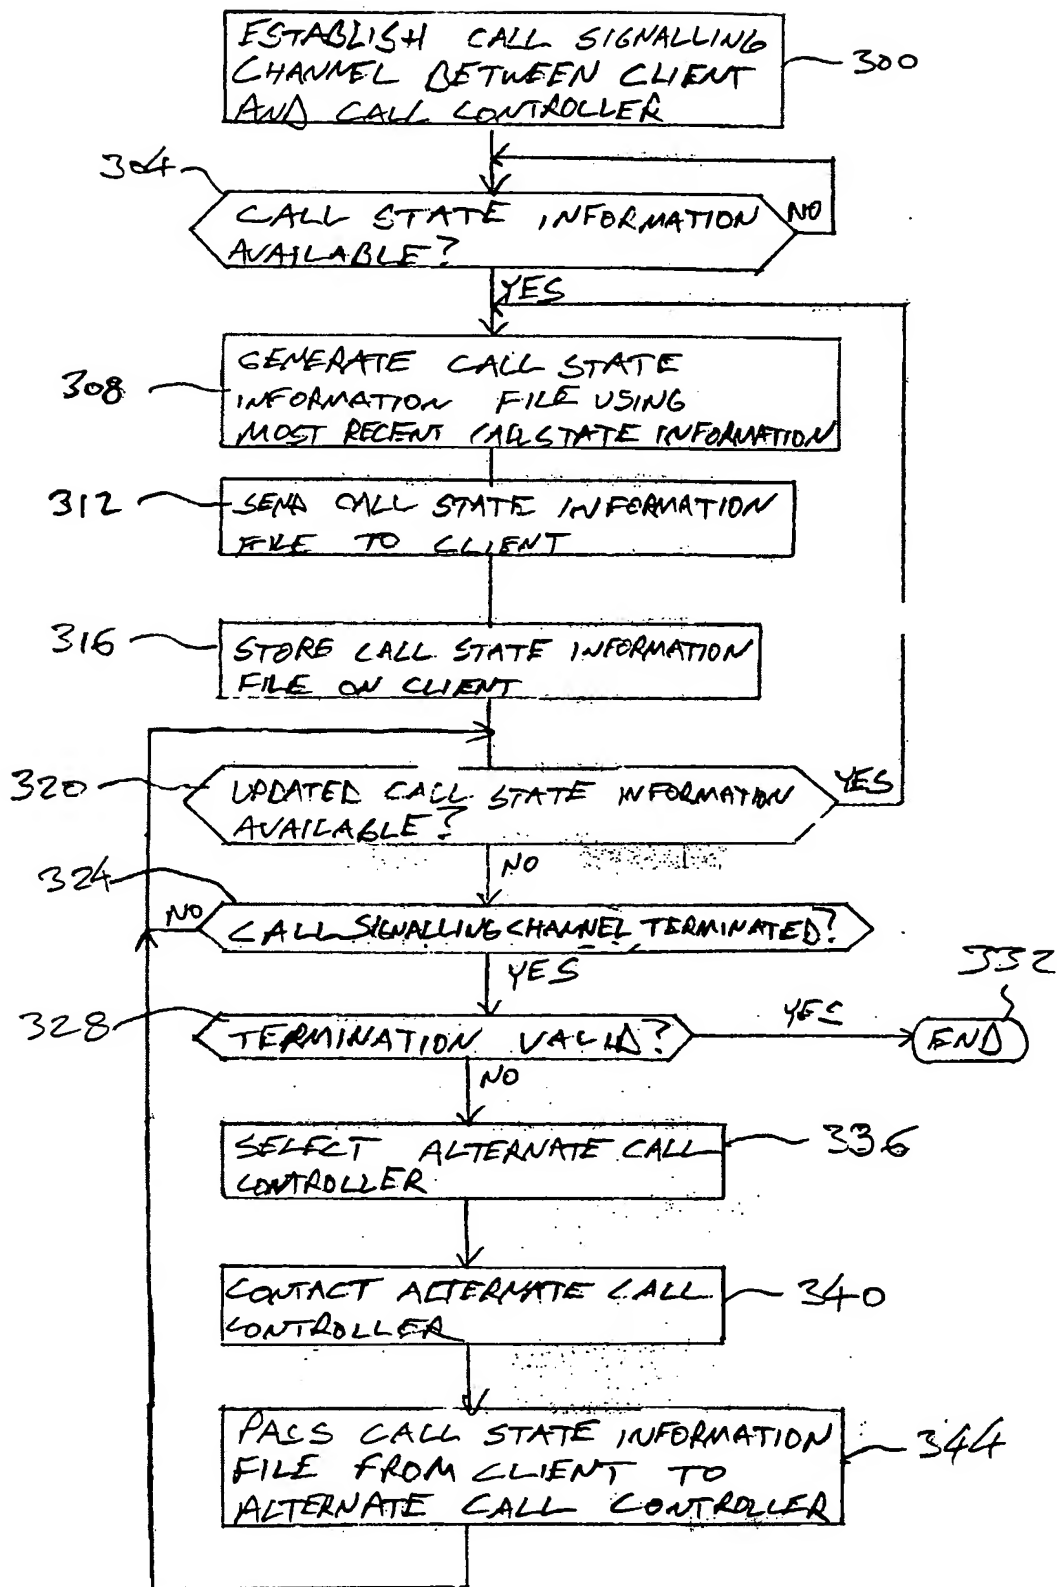 ESTABLISH CALL SIGNALLING
CHANNEL BETWEEN CLIENT
AND CALL CONTROLLER
300
304
CALL STATE INFORMATION
AVAILABLE?
NO
YES
308
GENERATE CALL STATE
INFORMATION FILE USING
MOST RECENT CALL STATE INFORMATION
312
SEND CALL STATE INFORMATION
FILE TO CLIENT
316
STORE CALL STATE INFORMATION
FILE ON CLIENT
320
UPDATED CALL STATE INFORMATION
AVAILABLE?
YES
NO
324
NO
CALL SIGNALLING CHANNEL TERMINATED?
YES
332
328
TERMINATION VALID?
YES
END
NO
SELECT ALTERNATE CALL
CONTROLLER
336
CONTACT ALTERNATE CALL
CONTROLLER
340
PASS CALL STATE INFORMATION
FILE FROM CLIENT TO
ALTERNATE CALL CONTROLLER
344